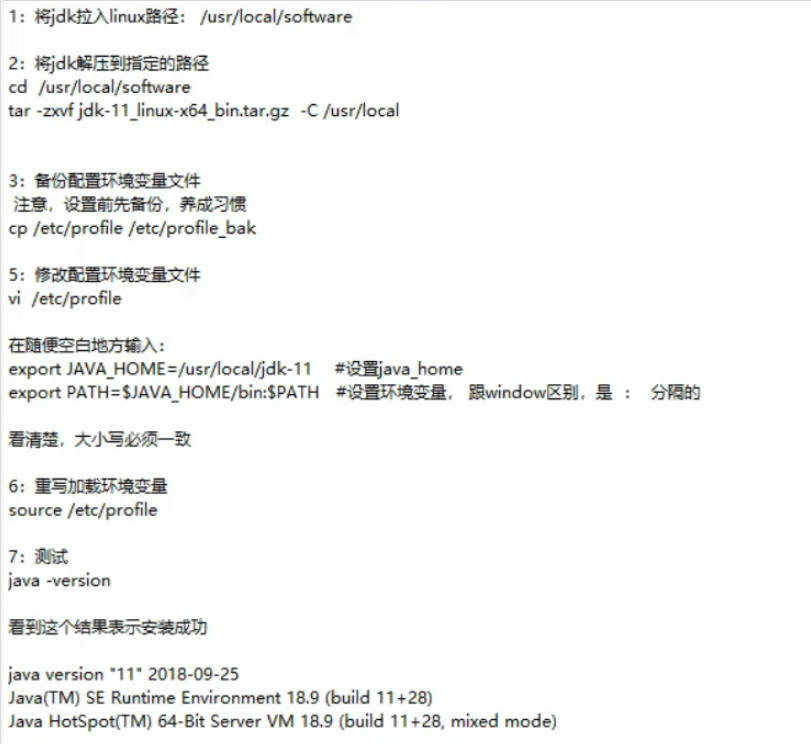 1：将jdk拉入linux路径： /usr/local/software
2：将jdk解压到指定的路径
cd  /usr/local/software
tar -zxvf jdk-11_linux-x64_bin.tar.gz  -C /usr/local
3：备份配置环境变量文件
注意，设置前先备份，养成习惯
cp /etc/profile /etc/profile_bak
5：修改配置环境变量文件
vi  /etc/profile
在随便空白地方输入：
export JAVA_HOME=/usr/local/jdk-11    #设置java_home
export PATH=$JAVA_HOME/bin:$PATH   #设置环境变量， 跟window区别，是 ：  分隔的
看清楚，大小写必须一致
6：重写加载环境变量
source /etc/profile
7：测试
java -version
看到这个结果表示安装成功
java version "11" 2018-09-25
Java(TM) SE Runtime Environment 18.9 (build 11+28)
Java HotSpot(TM) 64-Bit Server VM 18.9 (build 11+28, mixed mode)